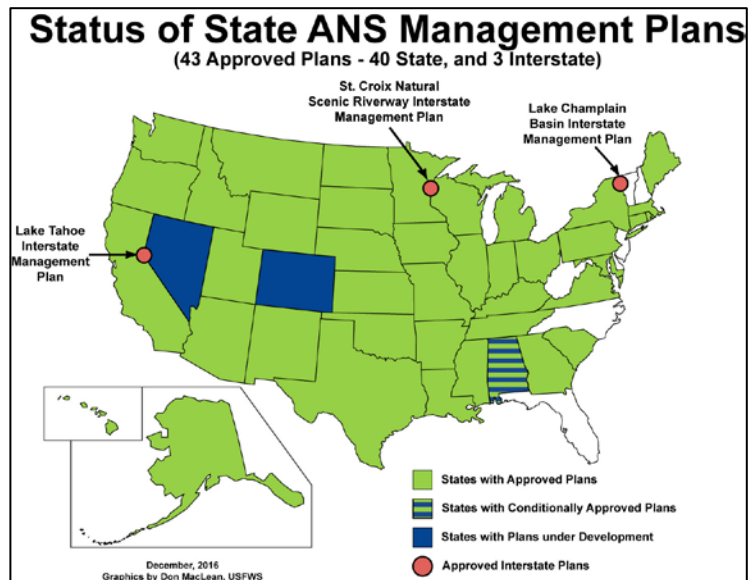 Status of State ANS Management Plans
(43 Approved Plans - 40 State, and 3 Interstate)
St. Croix Natural
Scenic Riverway Interstate
Management Plan
Lake Champlain
Basin Interstate
Management Plan
Lake Tahoe
Interstate
Management
Plan
States with Approved Plans
States with Conditionally Approved Plans
States with Plans under Development
Approved Interstate Plans
December, 2016
Graphics by Don MacLean, USFWS